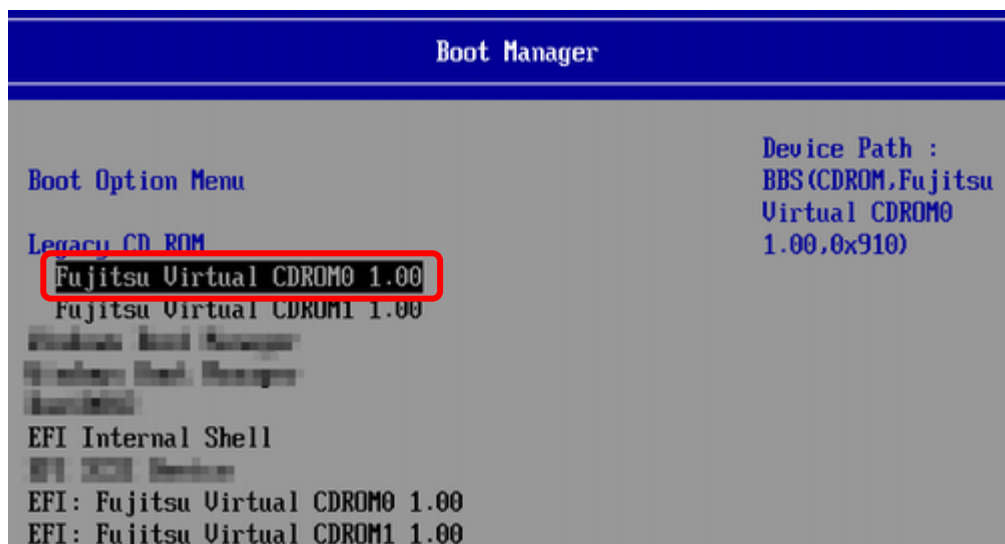 Boot Manager
Boot Option Menu
Legacy CD ROM
Fujitsu Virtual CDROM0 1.00
Fujitsu Virtual CDROM1 1.00
EFI Internal Shell
EFI: Fujitsu Virtual CDROM0 1.00
EFI: Fujitsu Virtual CDROM1 1.00
Device Path :
BBS(CDROM,Fujitsu
Virtual CDROM0
1.00,0x910)